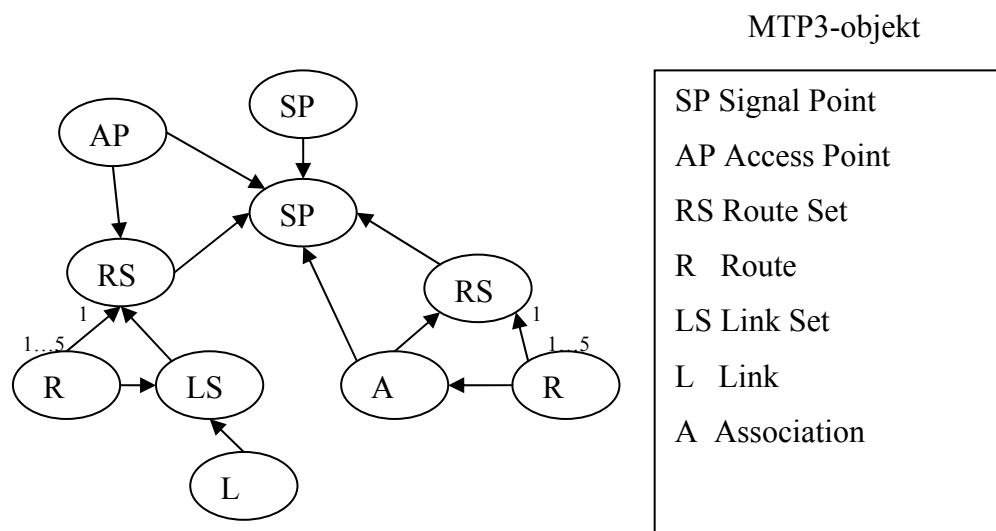 MTP3-objekt
SP
AP
SP
RS
RS
1
1
1…5
1…5
R
LS
A
R
L
SP Signal Point
AP Access Point
RS Route Set
R Route
LS Link Set
L Link
A Association